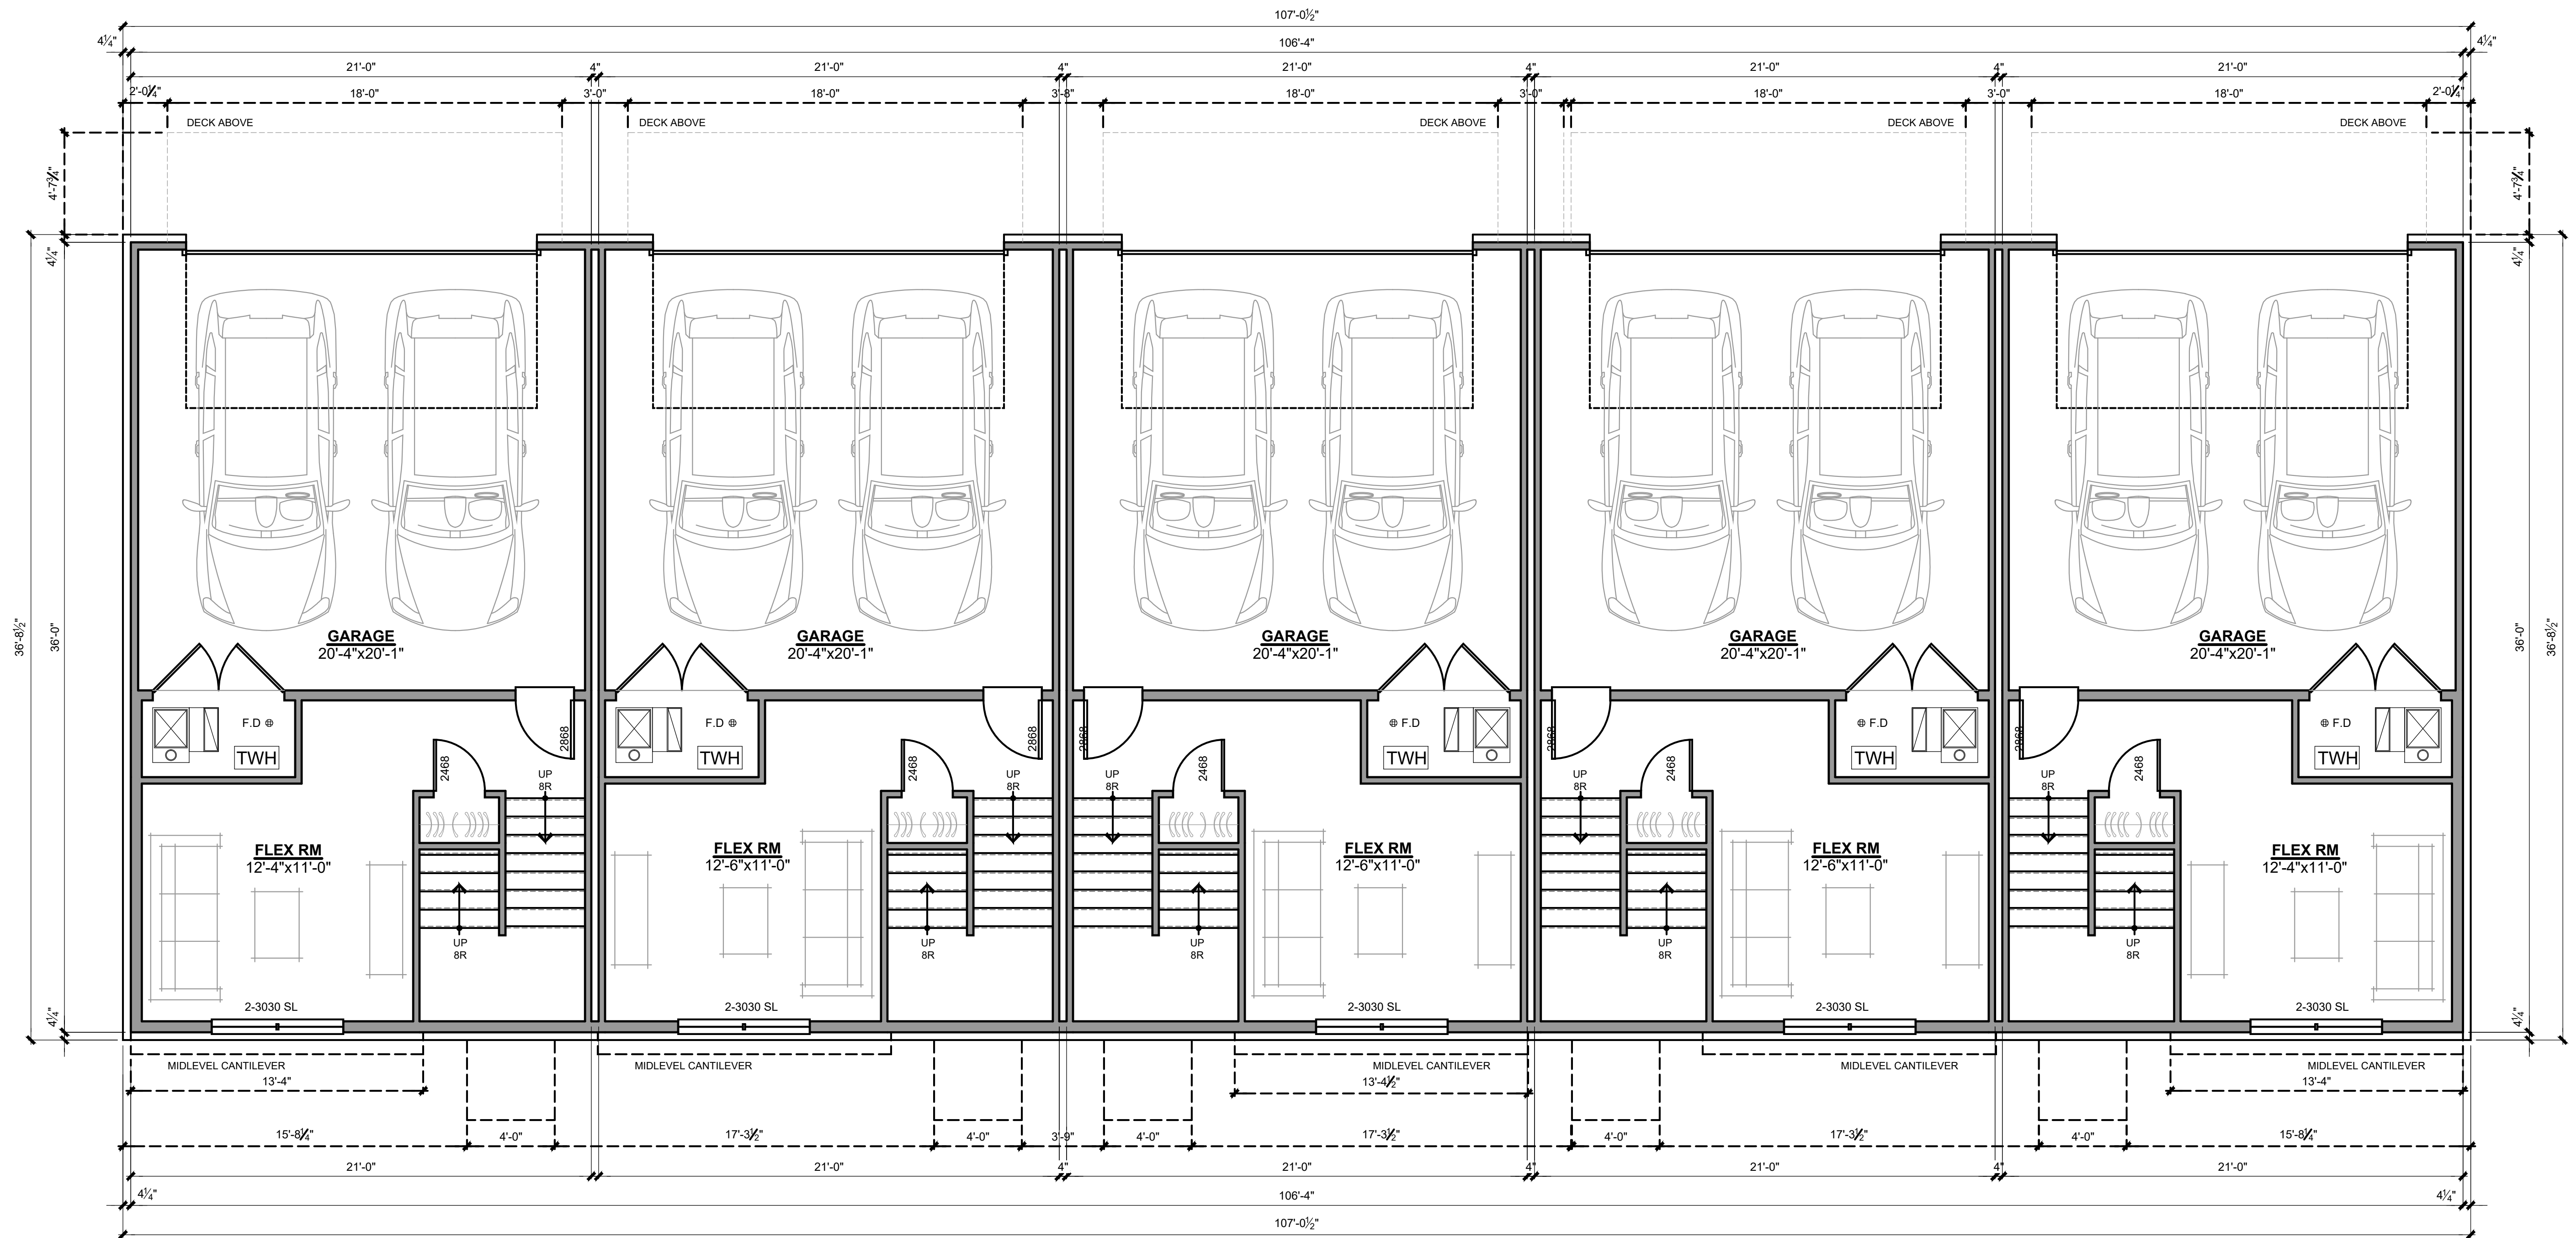 107'-0½"
4¼" 106'-4" 4¼"
21'-0" 4" 21'-0" 4" 21'-0" 4" 21'-0" 4" 21'-0"
2'-0¼" 18'-0" 3'-0" 18'-0" 3'-8" 18'-0" 3'-0" 18'-0" 3'-0" 18'-0" 2'-0¼"
DECK ABOVE DECK ABOVE DECK ABOVE DECK ABOVE DECK ABOVE
4'-7¾" 4'-7¾"
4¼" 4¼"
36'-8½" 36'-0" 36'-0" 36'-8½"
GARAGE GARAGE GARAGE GARAGE GARAGE
20'-4"x20'-1" 20'-4"x20'-1" 20'-4"x20'-1" 20'-4"x20'-1" 20'-4"x20'-1"
F.D F.D F.D F.D F.D
2868 2868 2868 2868 2868
TWH TWH TWH TWH TWH
2468 2468 2468 2468 2468
UP UP UP UP UP
8R 8R 8R 8R 8R
FLEX RM FLEX RM FLEX RM FLEX RM FLEX RM
12'-4"x11'-0" 12'-6"x11'-0" 12'-6"x11'-0" 12'-6"x11'-0" 12'-4"x11'-0"
UP UP UP UP UP
8R 8R 8R 8R 8R
2-3030 SL 2-3030 SL 2-3030 SL 2-3030 SL 2-3030 SL
4¼" 4¼"
MIDLEVEL CANTILEVER MIDLEVEL CANTILEVER MIDLEVEL CANTILEVER MIDLEVEL CANTILEVER MIDLEVEL CANTILEVER
13'-4" 13'-4½" 13'-4"
15'-8¼" 4'-0" 17'-3½" 4'-0" 3'-9" 4'-0" 17'-3½" 4'-0" 17'-3½" 4'-0" 15'-8¼"
21'-0" 21'-0" 4" 21'-0" 4" 21'-0" 4" 21'-0"
4¼" 106'-4" 4¼"
107'-0½"